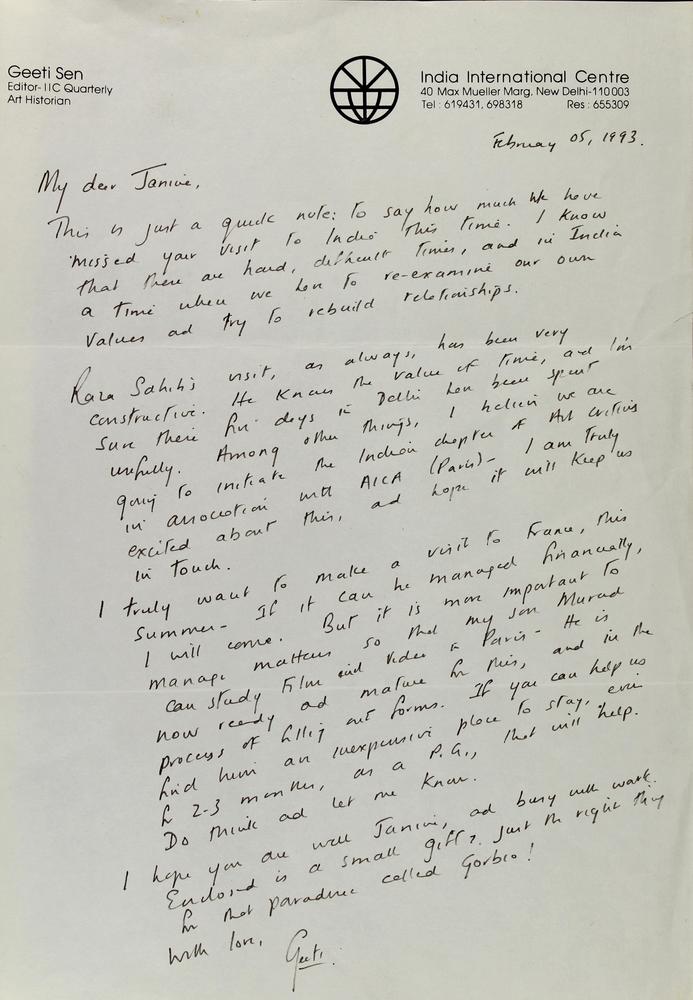 Geeti Sen
Editor-IIC Quarterly
Art Historian
India International Centre
40 Max Mueller Marg, New Delhi-110 003
Tel : 619431, 698318 Res : 655309
February 05, 1993.
My dear Janine,
This is just a quick note: to say how much we have
missed your visit to India this time. I know
that there are hard, difficult times, and in India
a time when we have to re-examine our own
values and try to rebuild relationships.
Raza Sahib's visit, as always, has been very
constructive. He knows the value of time, and I'm
sure these five days in Delhi have been spent
usefully. Among other things, I believe we are
going to initiate the Indian chapter of Art critics
in association with AICA (Paris) - I am truly
excited about this, and hope it will keep us
in touch.
I truly want to make a visit to France, this
summer - If it can be managed financially,
I will come. But it is more important to
manage matters so that my son Murad
can study Film and Video in Paris - He is
now ready and mature for this, and in the
process of filling out forms. If you can help us
find him an inexpensive place to stay, even
for 2-3 months, as a P.G., that will help.
Do think and let me know.
I hope you are well Janine, and busy with work.
Enclosed is a small gift, just the right thing
for that paradise called Gorbio!
With love,
Geeti.